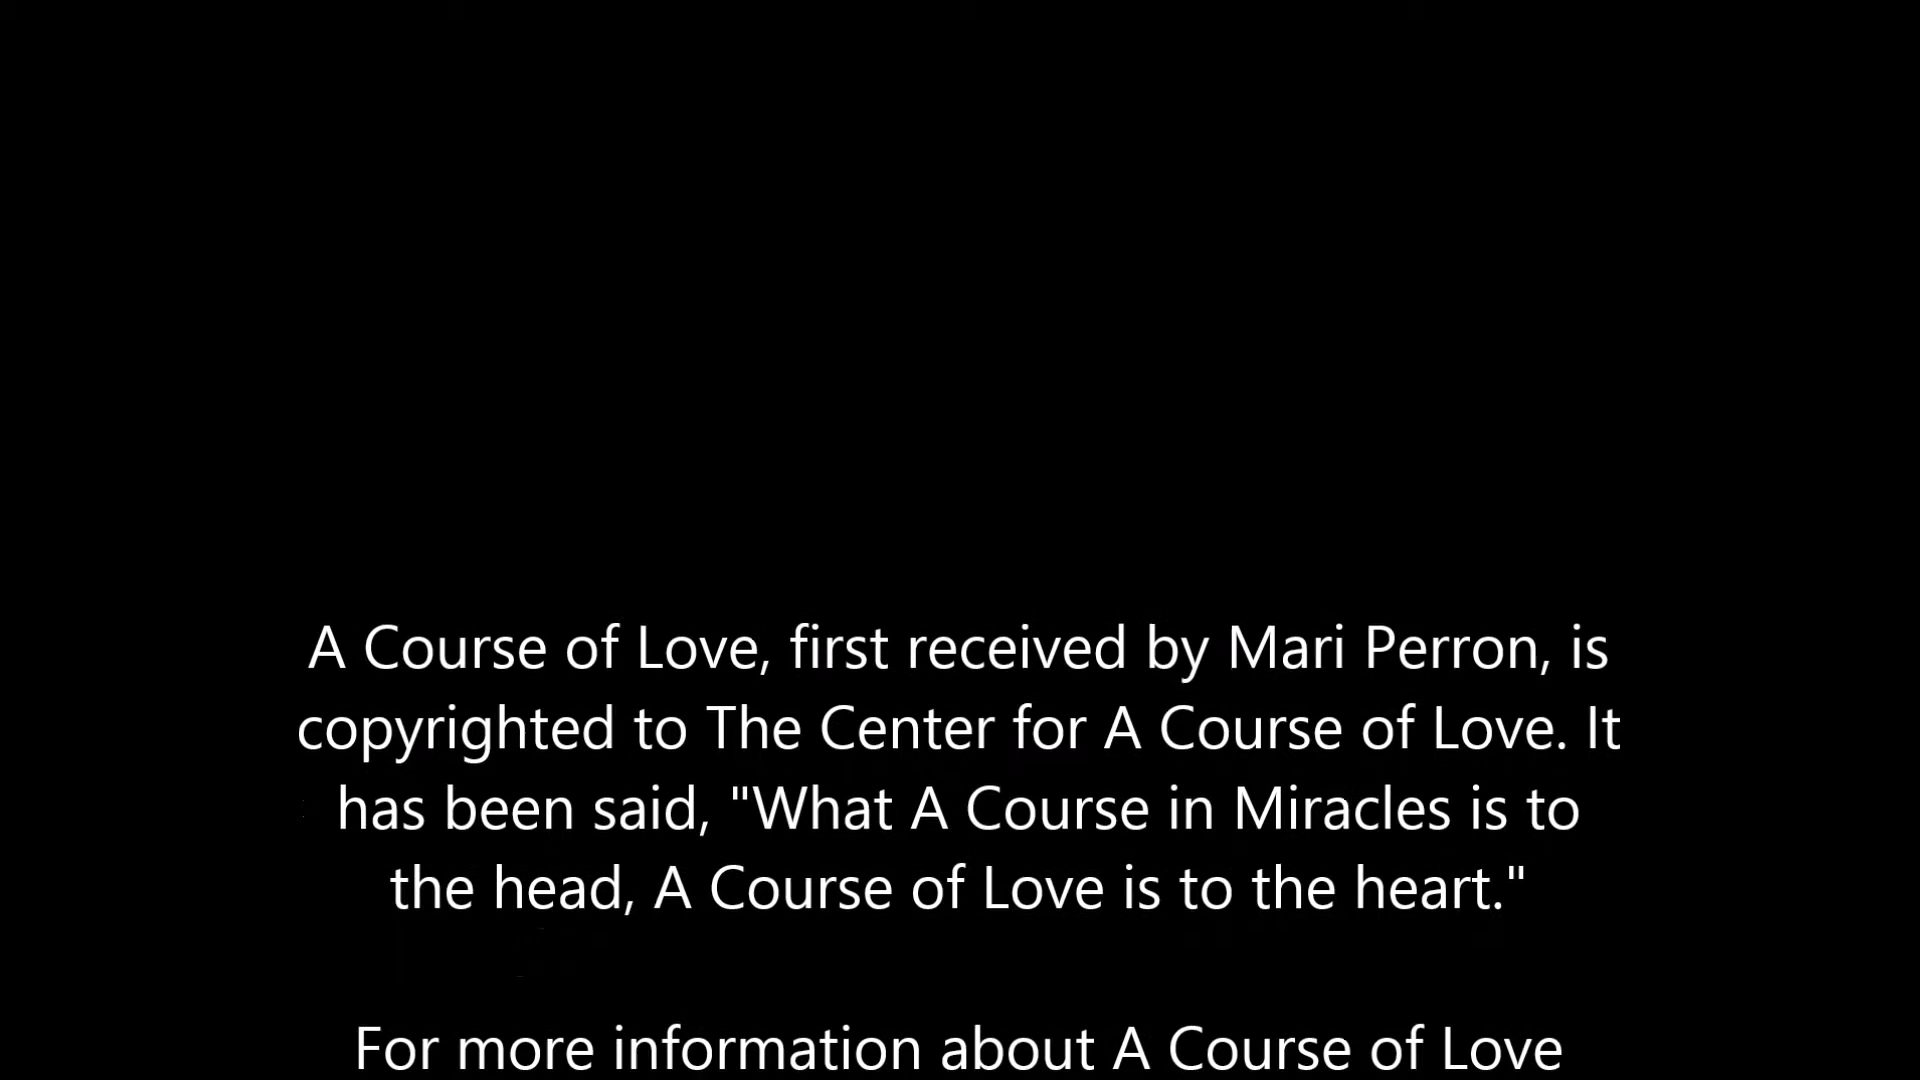 A Course of Love, first received by Mari Perron, is
copyrighted to The Center for A Course of Love. It
has been said, "What A Course in Miracles is to
the head, A Course of Love is to the heart."
For more information about A Course of Love